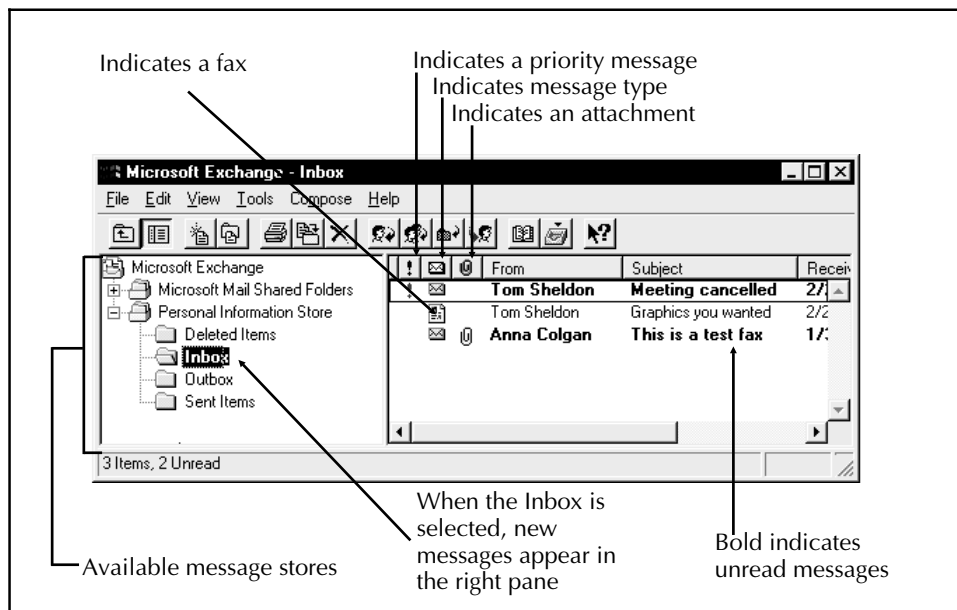 Indicates a fax
Indicates a priority message
Indicates message type
Indicates an attachment
Microsoft Exchange - Inbox
File Edit View Tools Compose Help
Microsoft Exchange
Microsoft Mail Shared Folders
Personal Information Store
Deleted Items
Inbox
Outbox
Sent Items
! From Subject Receiv
! Tom Sheldon Meeting cancelled
Tom Sheldon Graphics you wanted 2/2
Anna Colgan This is a test fax
3 Items, 2 Unread
When the Inbox is
selected, new
messages appear in
the right pane
Available message stores
Bold indicates
unread messages